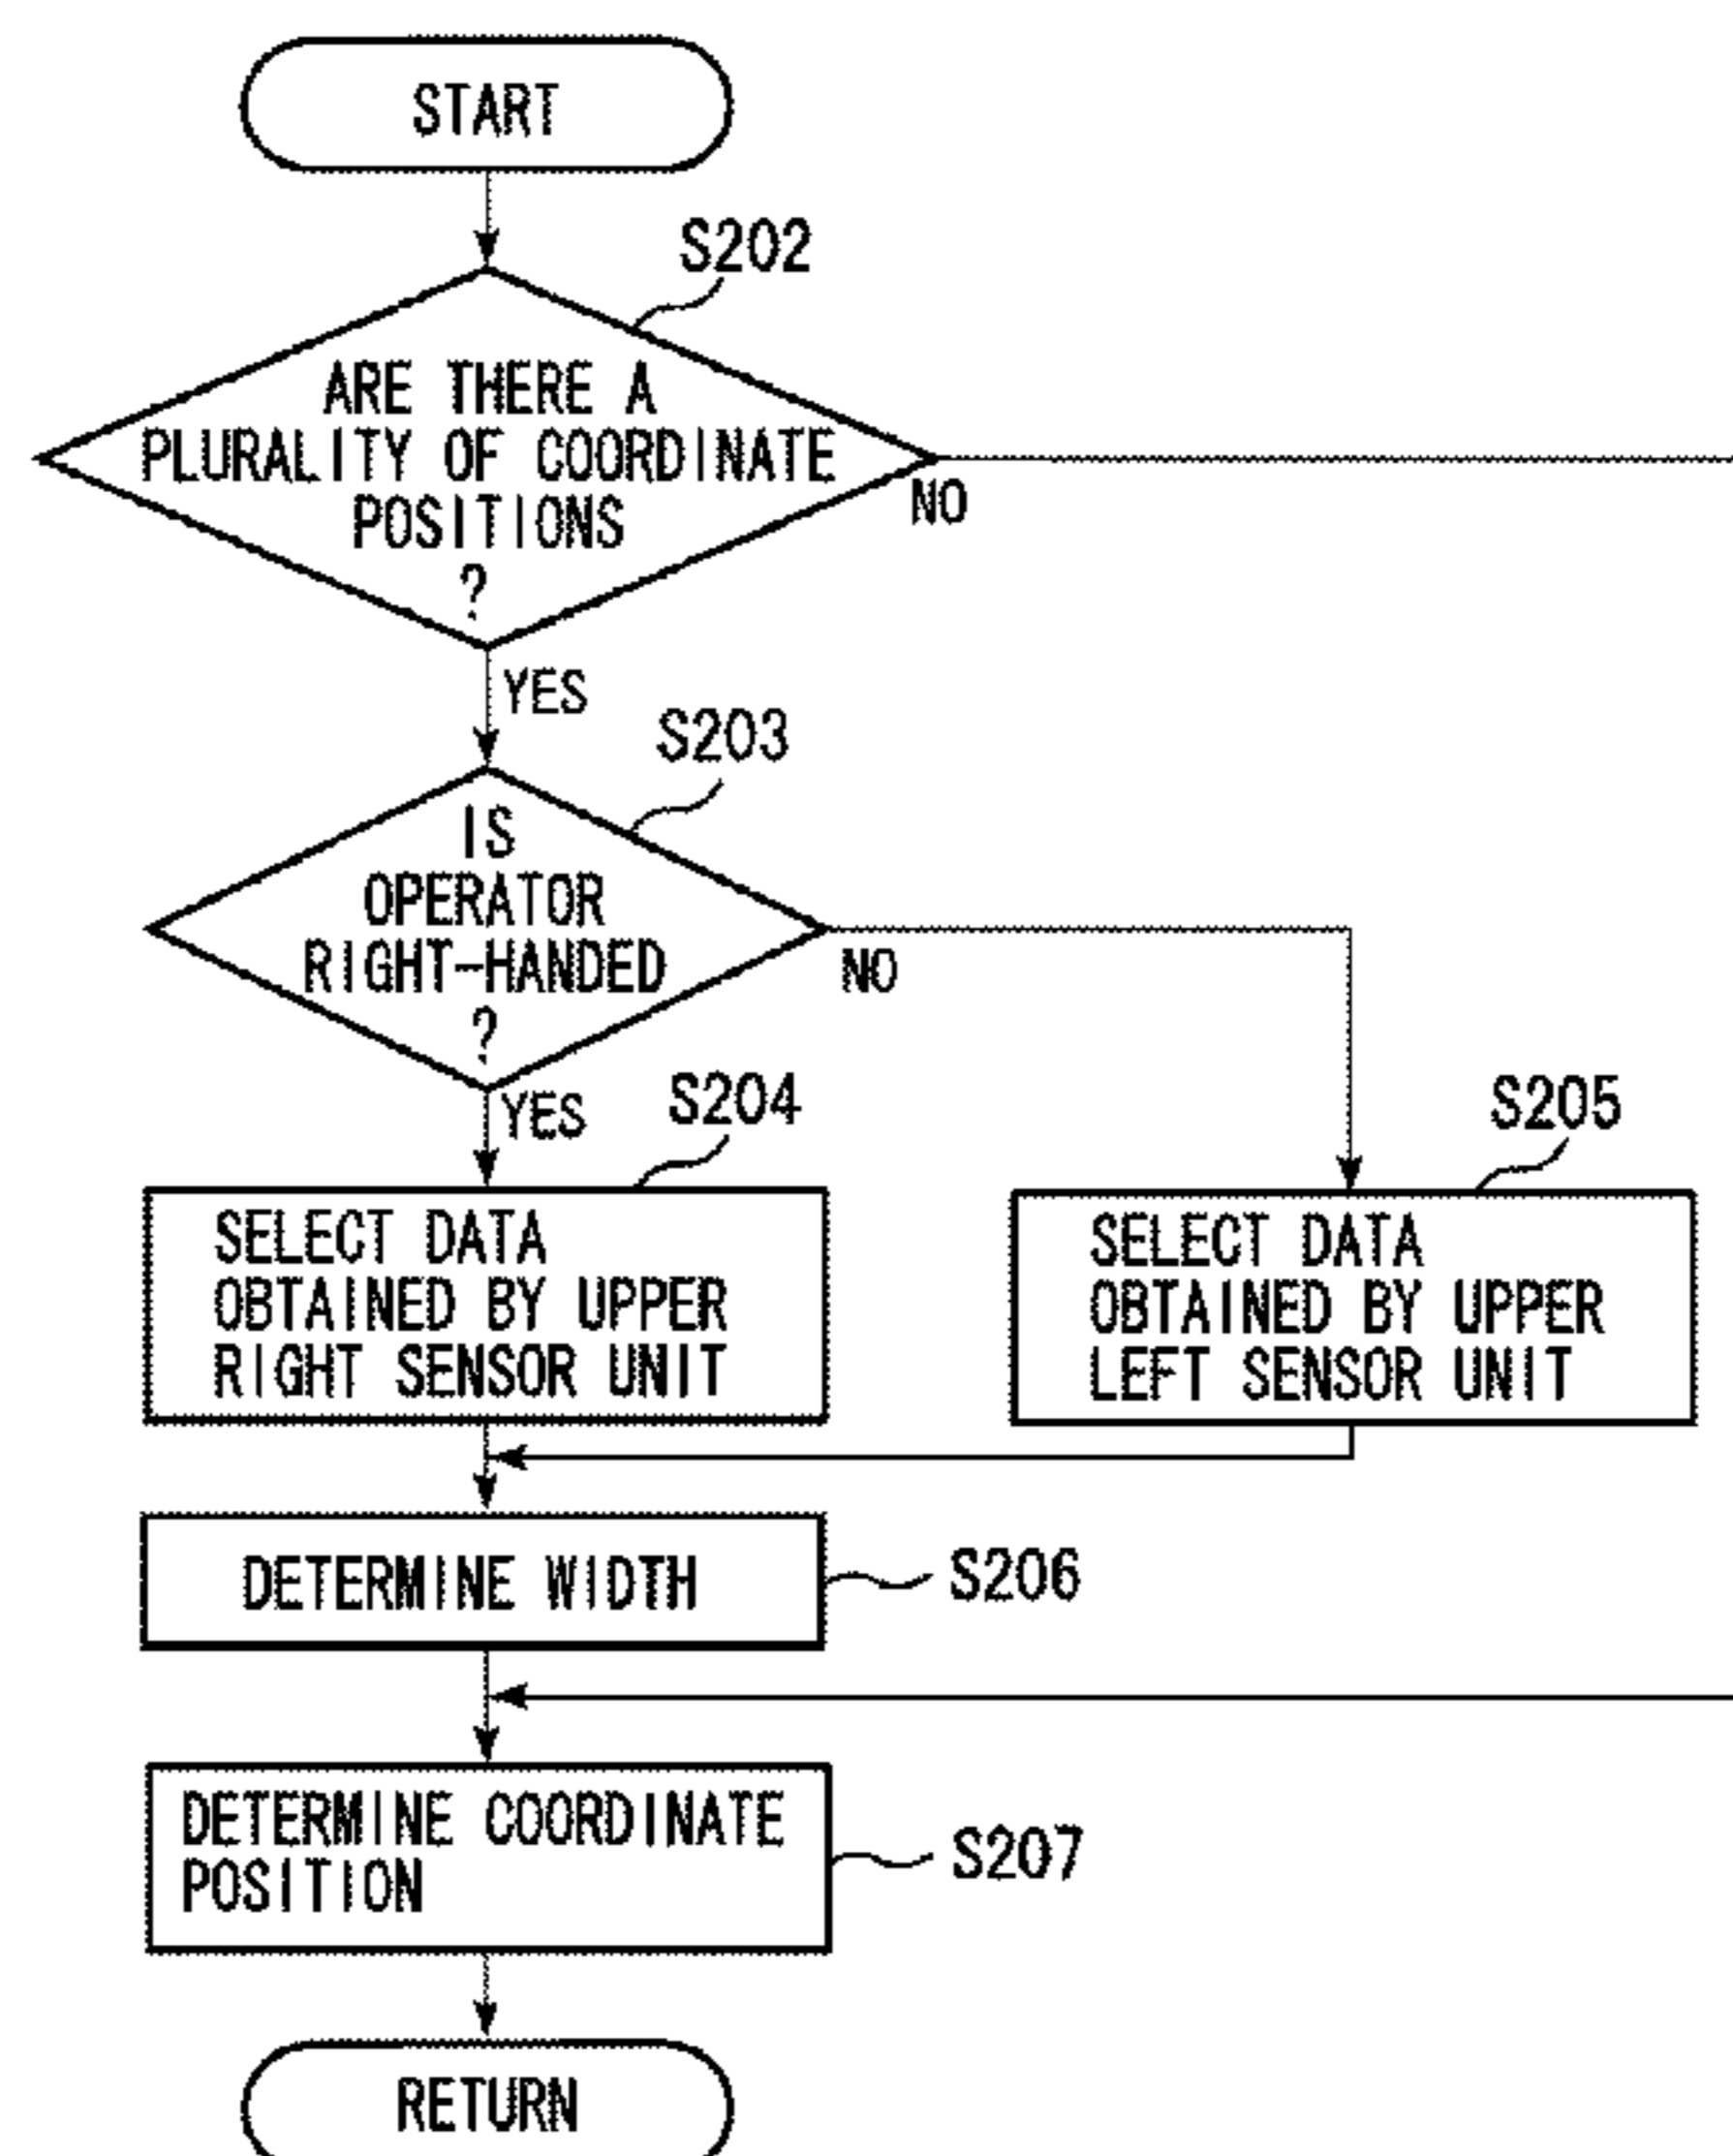 START
S202
ARE THERE A
PLURALITY OF COORDINATE
POSITIONS
?
NO
YES
S203
IS
OPERATOR
RIGHT-HANDED
?
NO
YES
S204
S205
SELECT DATA
OBTAINED BY UPPER
RIGHT SENSOR UNIT
SELECT DATA
OBTAINED BY UPPER
LEFT SENSOR UNIT
DETERMINE WIDTH
S206
DETERMINE COORDINATE
POSITION
S207
RETURN